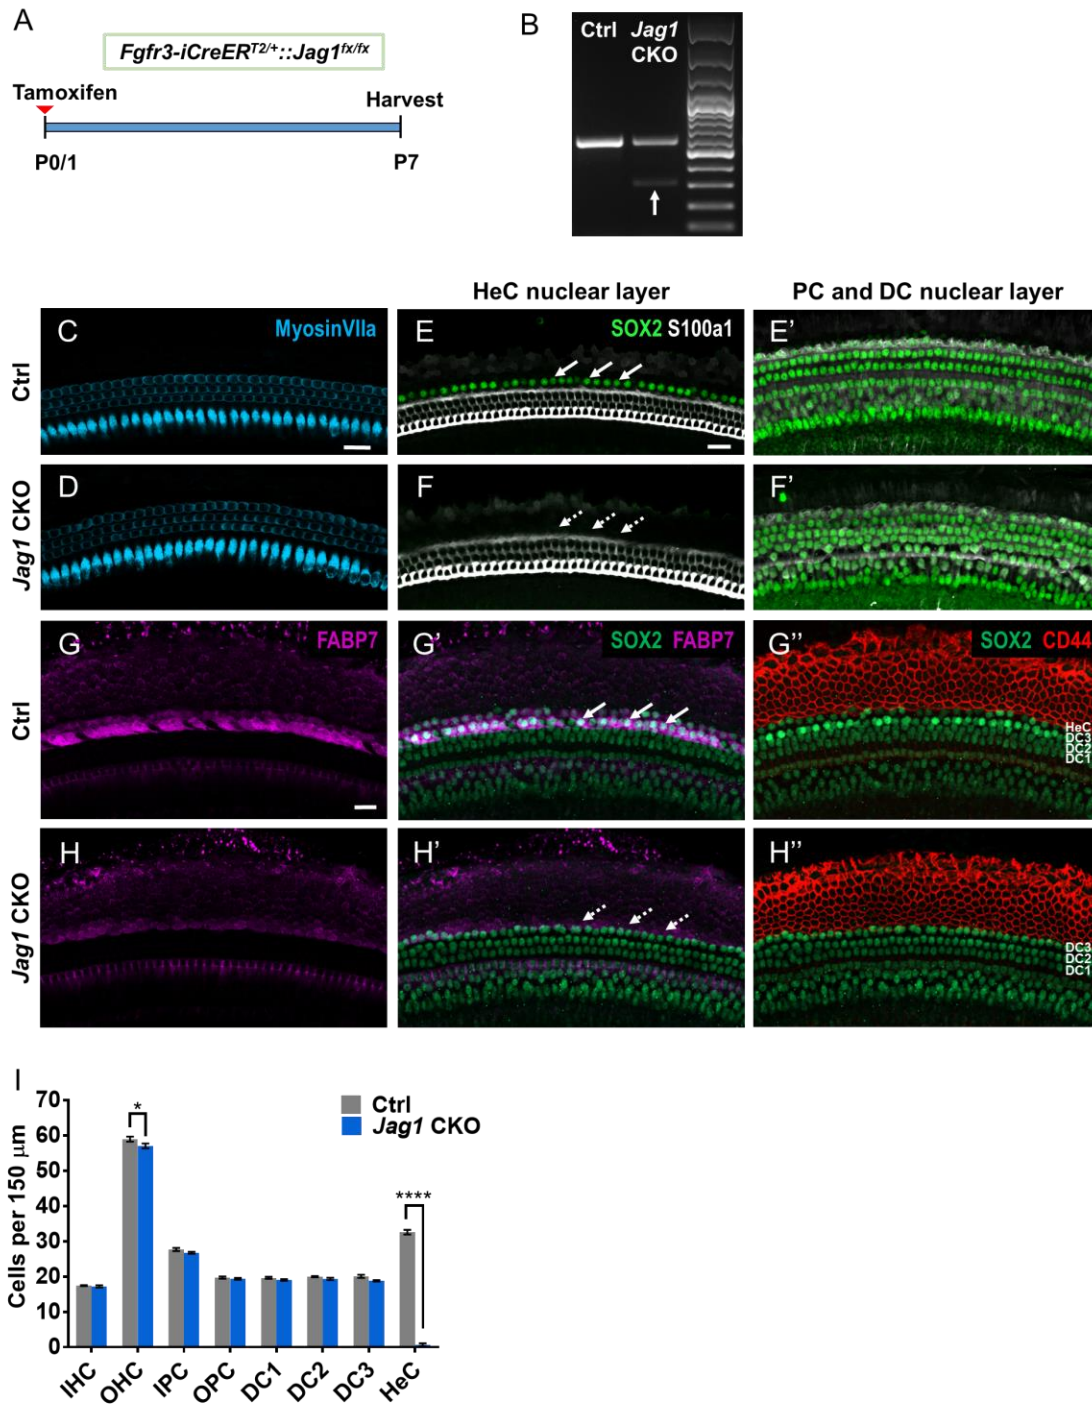 A
Fgfr3-iCreERT2/+::Jag1fx/fx
Tamoxifen
Harvest
P0/1
P7
B
Ctrl
Jag1
CKO
HeC nuclear layer
PC and DC nuclear layer
Ctrl
C
MyosinVIIa
E
SOX2 S100a1
E’
Jag1 CKO
D
F
F’
Ctrl
G
FABP7
G’
SOX2 FABP7
G’’
SOX2 CD44
HeC
DC3
DC2
DC1
Jag1 CKO
H
H’
H’’
DC3
DC2
DC1
I
Cells per 150 µm
70
60
50
40
30
20
10
0
*
****
Ctrl
Jag1 CKO
IHC
OHC
IPC
OPC
DC1
DC2
DC3
HeC